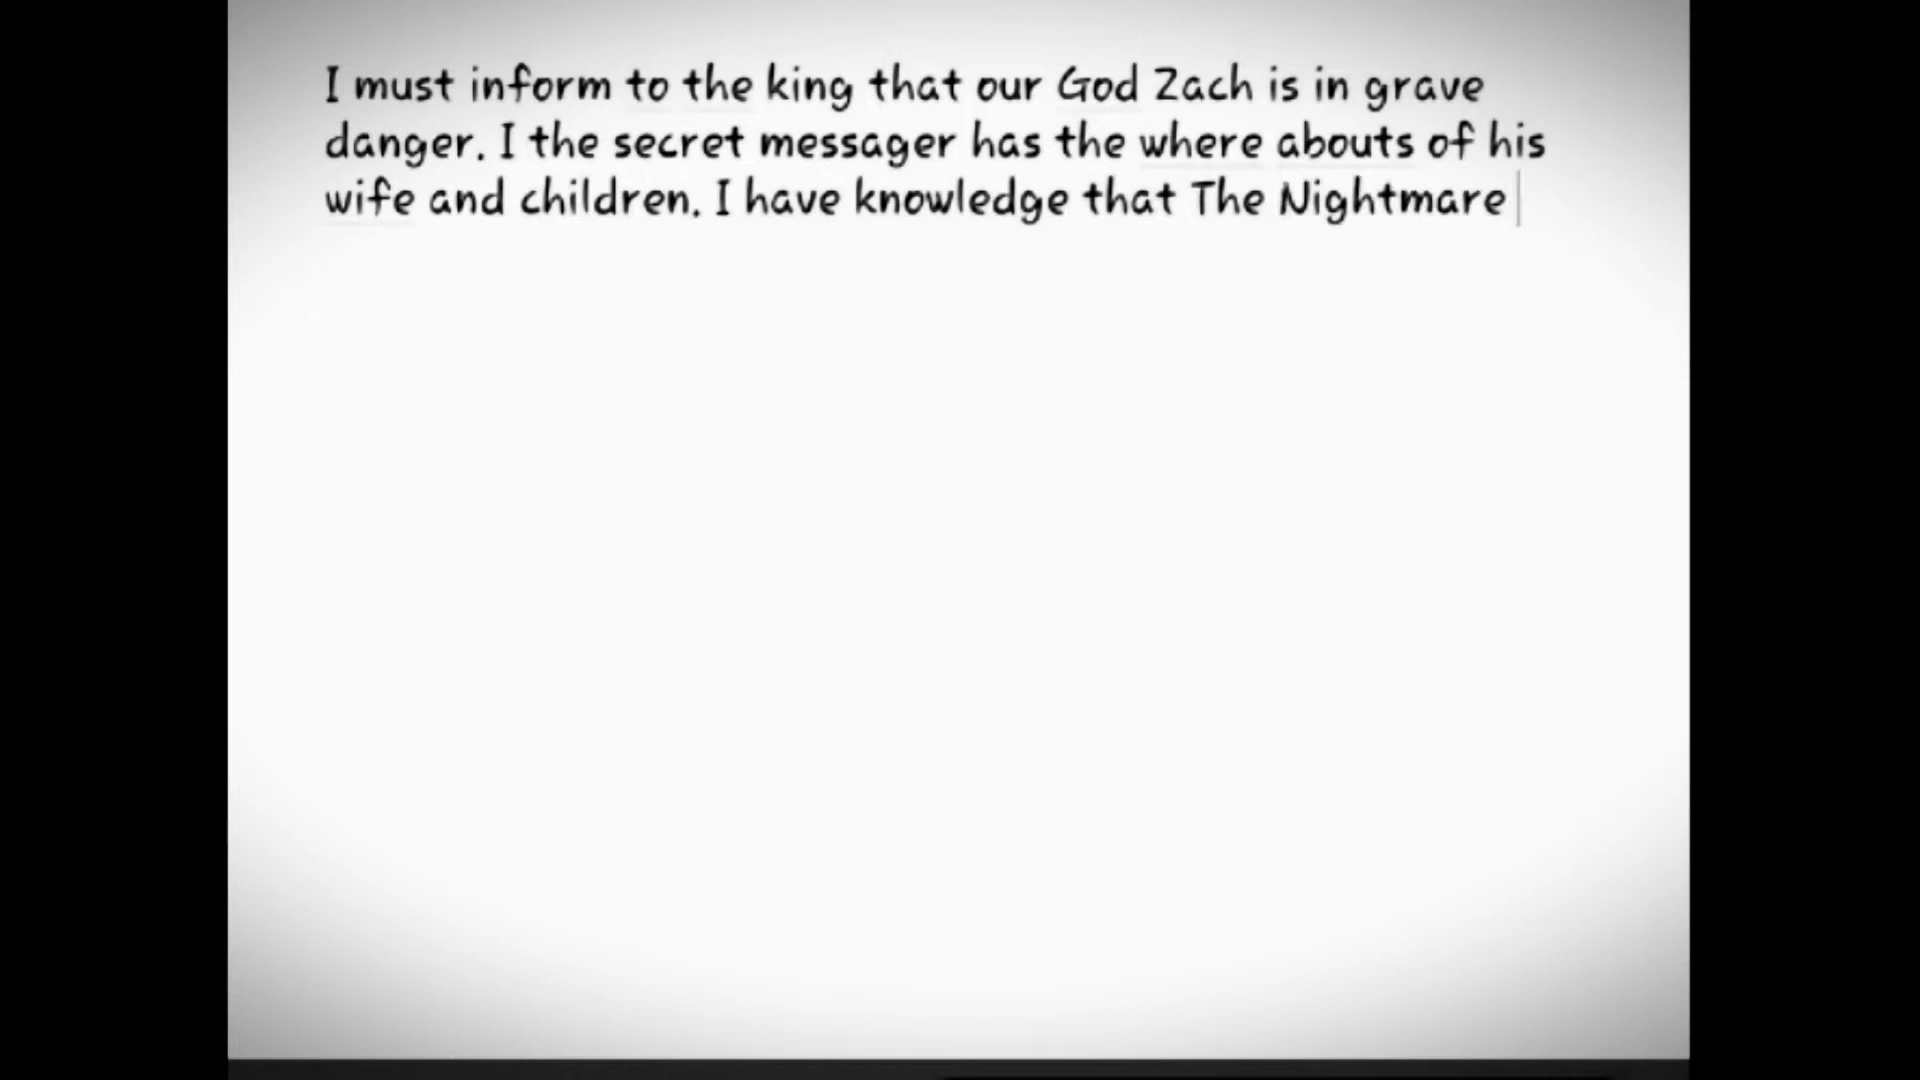 I must inform to the king that our God Zach is in grave
danger. I the secret messager has the where abouts of his
wife and children. I have knowledge that The Nightmare